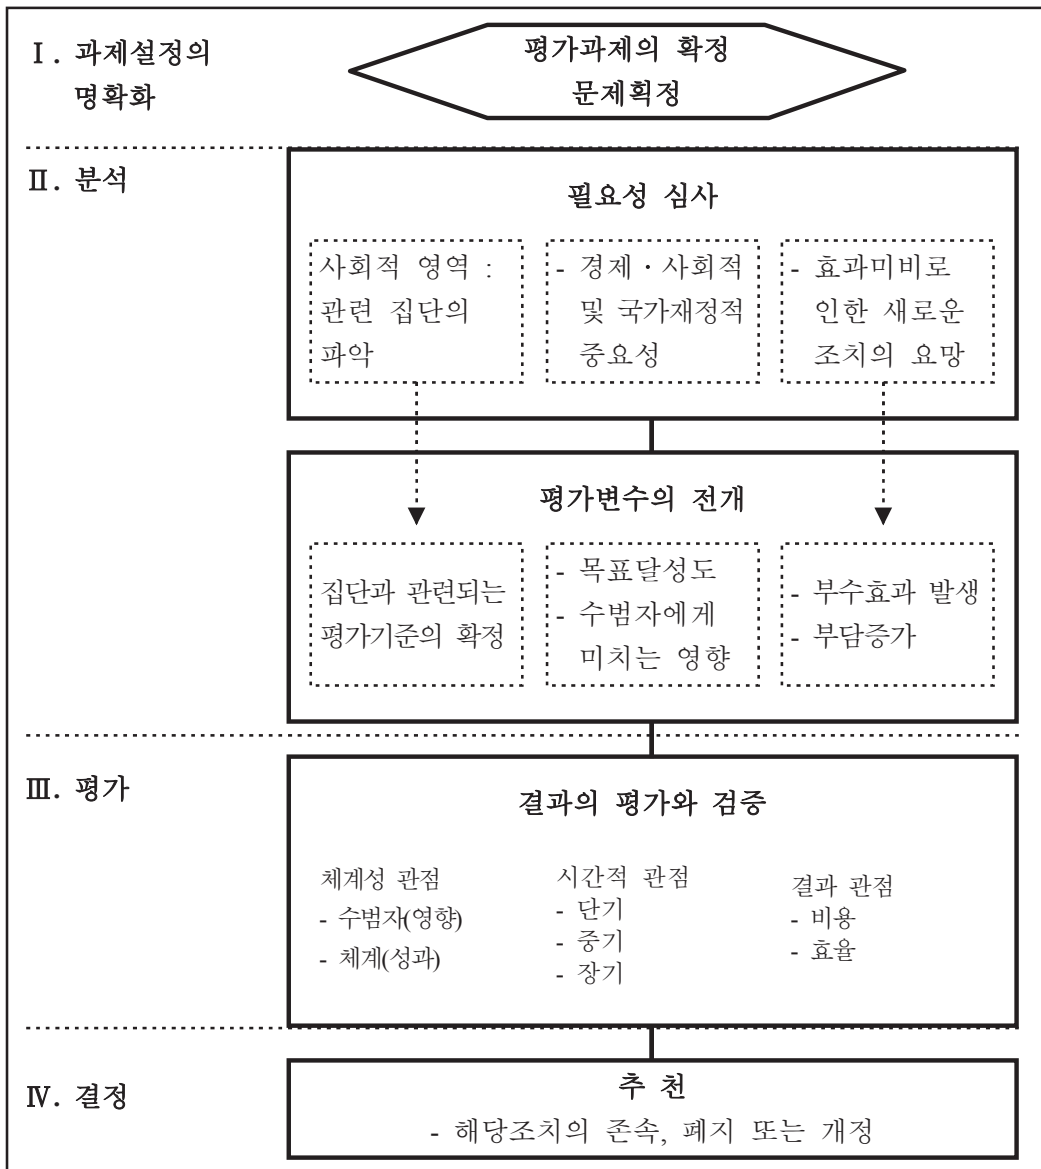 Ⅰ. 과제설정의
명확화
평가과제의 확정
문제획정
Ⅱ. 분석
필요성 심사
사회적 영역 :
관련 집단의
파악
- 경제·사회적
및 국가재정적
중요성
- 효과미비로
인한 새로운
조치의 요망
평가변수의 전개
집단과 관련되는
평가기준의 확정
- 목표달성도
- 수범자에게
미치는 영향
- 부수효과 발생
- 부담증가
Ⅲ. 평가
결과의 평가와 검증
체계성 관점
- 수범자(영향)
- 체계(성과)
시간적 관점
- 단기
- 중기
- 장기
결과 관점
- 비용
- 효율
Ⅳ. 결정
추 천
- 해당조치의 존속, 폐지 또는 개정